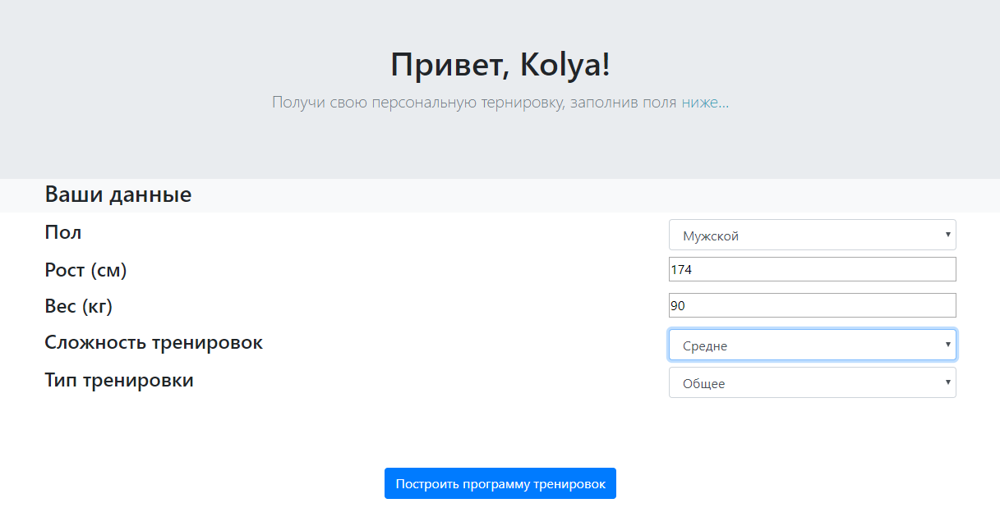 Привет, Kolya!
Получи свою персональную тернировку, заполнив поля ниже...
Ваши данные
Пол
Мужской
Рост (см)
174
Вес (кг)
90
Сложность тренировок
Средне
Тип тренировки
Общее
Построить программу тренировок